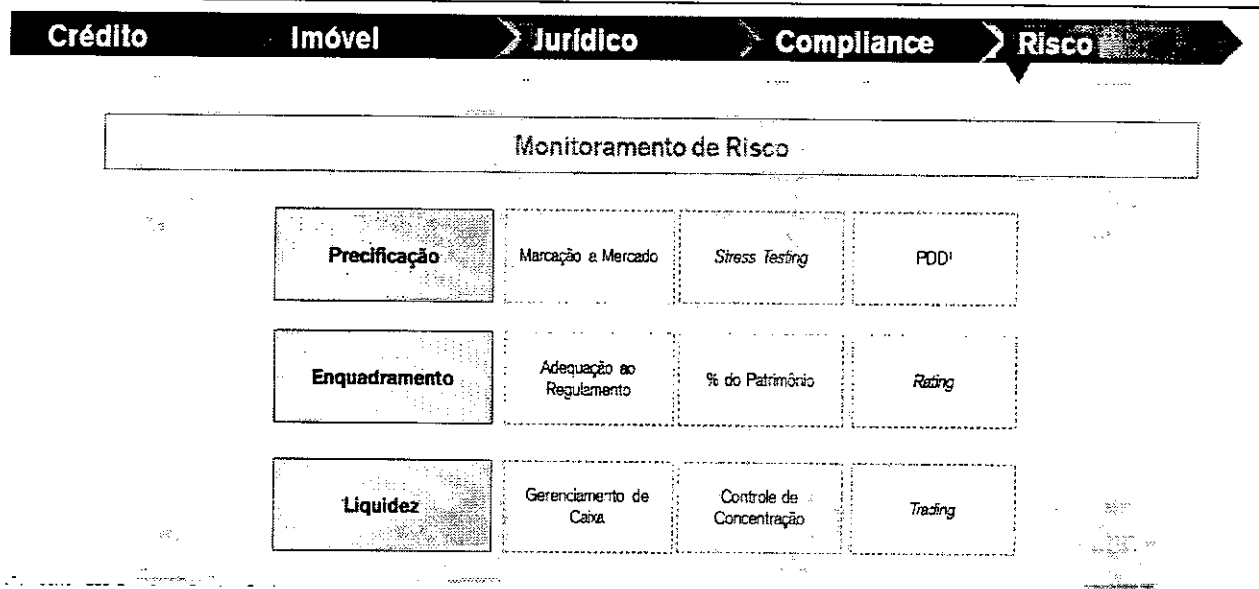 Crédito Imóvel Jurídico Compliance Risco
Monitoramento de Risco
Precificação Marcação a Mercado Stress Testing PDD¹
Enquadramento Adequação ao Regulamento % do Patrimônio Rating
Liquidez Gerenciamento de Caixa Controle de Concentração Trading